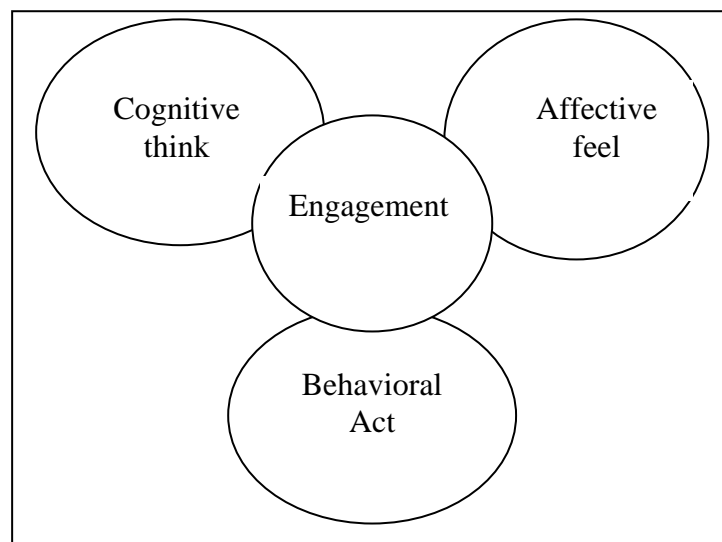 Cognitive
think
Affective
feel
Engagement
Behavioral
Act